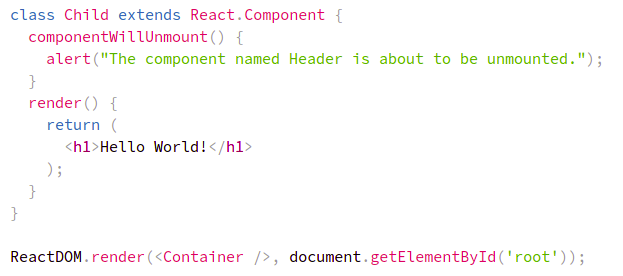 class Child extends React.Component {
  componentWillUnmount() {
    alert("The component named Header is about to be unmounted.");
  }
  render() {
    return (
      <h1>Hello World!</h1>
    );
  }
}

ReactDOM.render(<Container />, document.getElementById('root'));